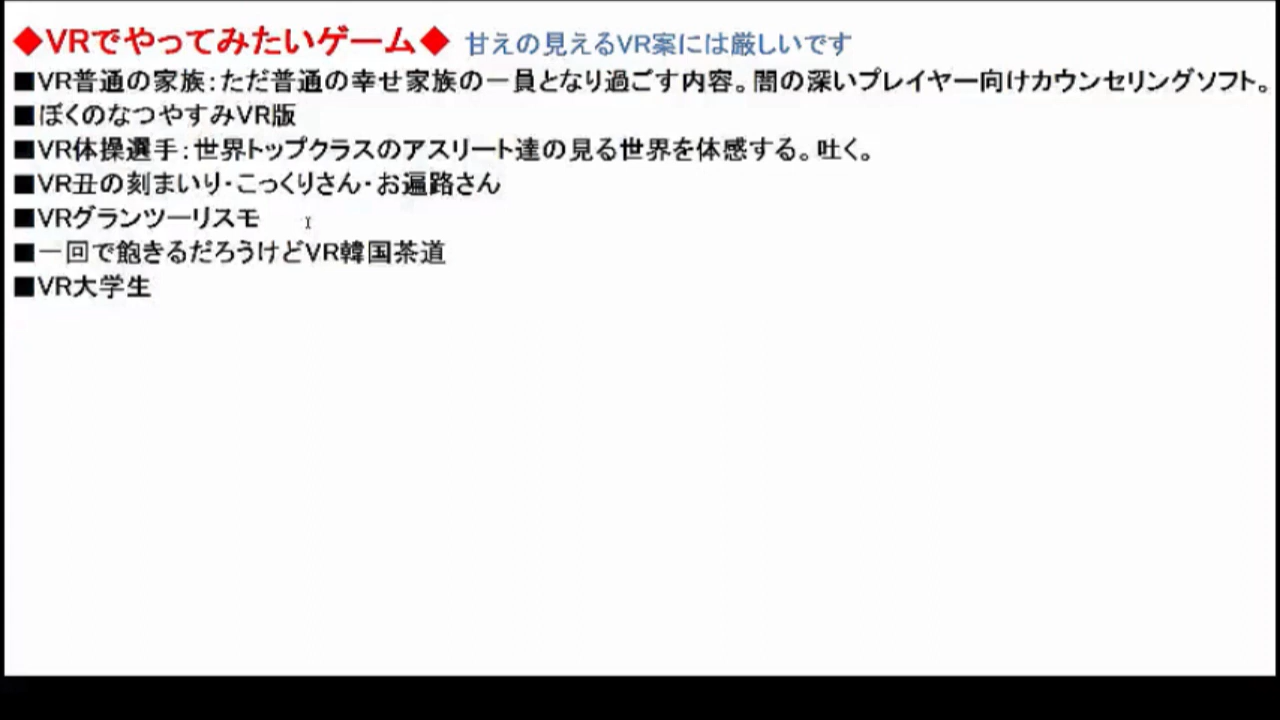 ◆VRでやってみたいゲーム◆ 甘えの見えるVR案には厳しいです
■VR普通の家族：ただ普通の幸せ家族の一員となり過ごす内容。闇の深いプレイヤー向けカウンセリングソフト。
■ぼくのなつやすみVR版
■VR体操選手：世界トップクラスのアスリート達の見る世界を体感する。吐く。
■VR丑の刻まいり・こっくりさん・お遍路さん
■VRグランツーリスモ
■一回で飽きるだろうけどVR韓国茶道
■VR大学生